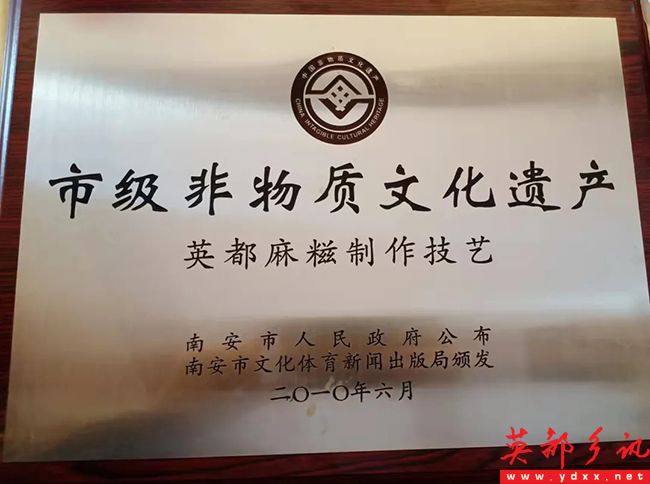 中国非物质文化遗产
CHINA INTAGIBLE CULTURAL HERITAGE
市级非物质文化遗产
英都麻糍制作技艺
南安市人民政府公布
南安市文化体育新闻出版局颁发
二〇一〇年六月
英都乡讯
www.ydxx.net